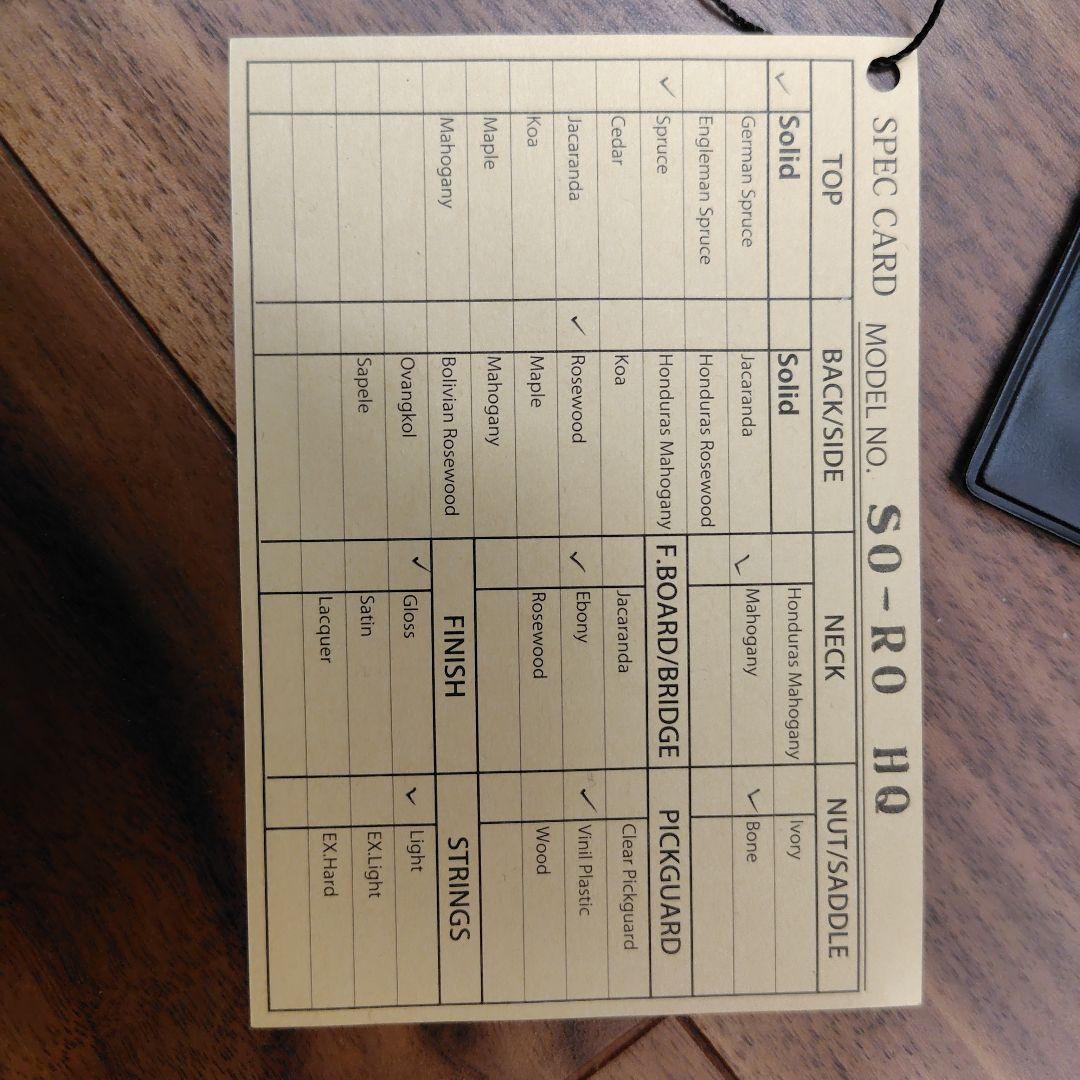 SPEC CARD MODEL NO. SO-RO HQ
TOP BACK/SIDE NECK NUT/SADDLE
✓ Solid Solid Honduras Mahogany Ivory
German Spruce Jacaranda ✓ Mahogany ✓ Bone
Engleman Spruce Honduras Rosewood
✓ Spruce Honduras Mahogany F.BOARD/BRIDGE PICKGUARD
Cedar Koa Jacaranda Clear Pickguard
Jacaranda ✓ Rosewood ✓ Ebony ✓ Vinil Plastic
Koa Maple Rosewood Wood
Maple Mahogany
Mahogany Bolivian Rosewood FINISH STRINGS
Ovangkol ✓ Gloss ✓ Light
Sapele Satin EX.Light
Lacquer EX.Hard